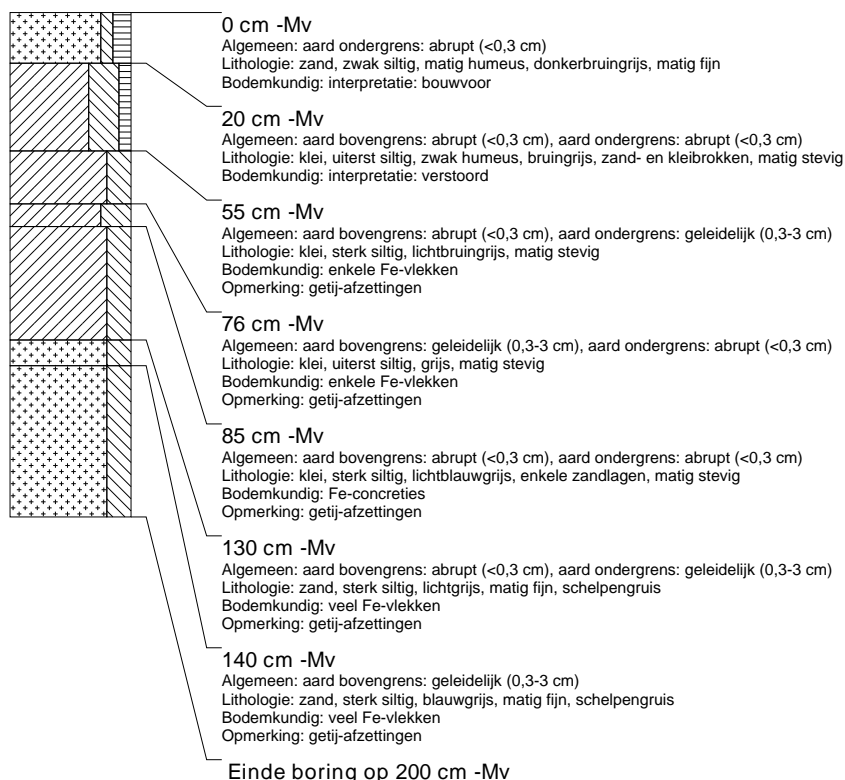 0 cm -Mv
Algemeen: aard ondergrens: abrupt (<0,3 cm)
Lithologie: zand, zwak siltig, matig humeus, donkerbruingrijs, matig fijn
Bodemkundig: interpretatie: bouwvoor
20 cm -Mv
Algemeen: aard bovengrens: abrupt (<0,3 cm), aard ondergrens: abrupt (<0,3 cm)
Lithologie: klei, uiterst siltig, zwak humeus, bruingrijs, zand- en kleibrokken, matig stevig
Bodemkundig: interpretatie: verstoord
55 cm -Mv
Algemeen: aard bovengrens: abrupt (<0,3 cm), aard ondergrens: geleidelijk (0,3-3 cm)
Lithologie: klei, sterk siltig, lichtbruingrijs, matig stevig
Bodemkundig: enkele Fe-vlekken
Opmerking: getij-afzettingen
76 cm -Mv
Algemeen: aard bovengrens: geleidelijk (0,3-3 cm), aard ondergrens: abrupt (<0,3 cm)
Lithologie: klei, uiterst siltig, grijs, matig stevig
Bodemkundig: enkele Fe-vlekken
Opmerking: getij-afzettingen
85 cm -Mv
Algemeen: aard bovengrens: abrupt (<0,3 cm), aard ondergrens: abrupt (<0,3 cm)
Lithologie: klei, sterk siltig, lichtblauwgrijs, enkele zandlagen, matig stevig
Bodemkundig: Fe-concreties
Opmerking: getij-afzettingen
130 cm -Mv
Algemeen: aard bovengrens: abrupt (<0,3 cm), aard ondergrens: geleidelijk (0,3-3 cm)
Lithologie: zand, sterk siltig, lichtgrijs, matig fijn, schelpengruis
Bodemkundig: veel Fe-vlekken
Opmerking: getij-afzettingen
140 cm -Mv
Algemeen: aard bovengrens: geleidelijk (0,3-3 cm)
Lithologie: zand, sterk siltig, blauwgrijs, matig fijn, schelpengruis
Bodemkundig: veel Fe-vlekken
Opmerking: getij-afzettingen
Einde boring op 200 cm -Mv